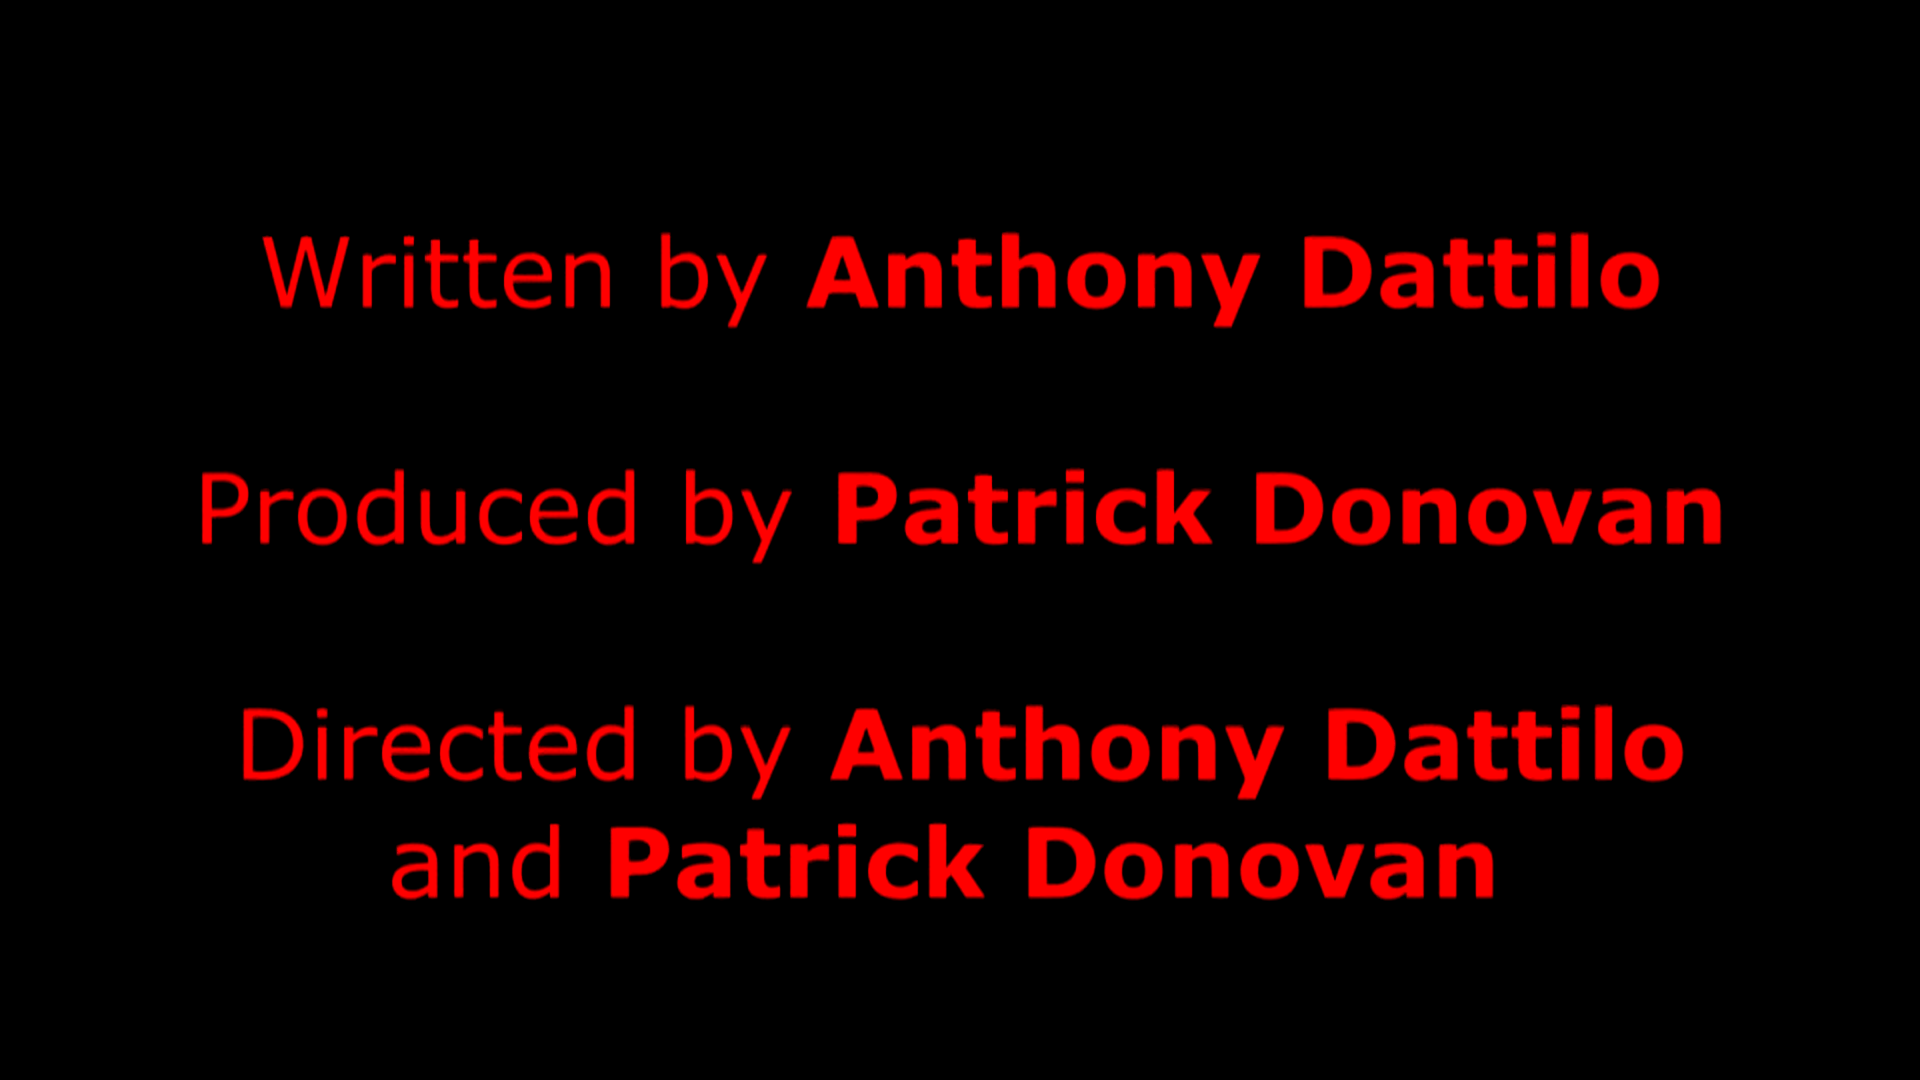 Written by Anthony Dattilo
Produced by Patrick Donovan
Directed by Anthony Dattilo
and Patrick Donovan